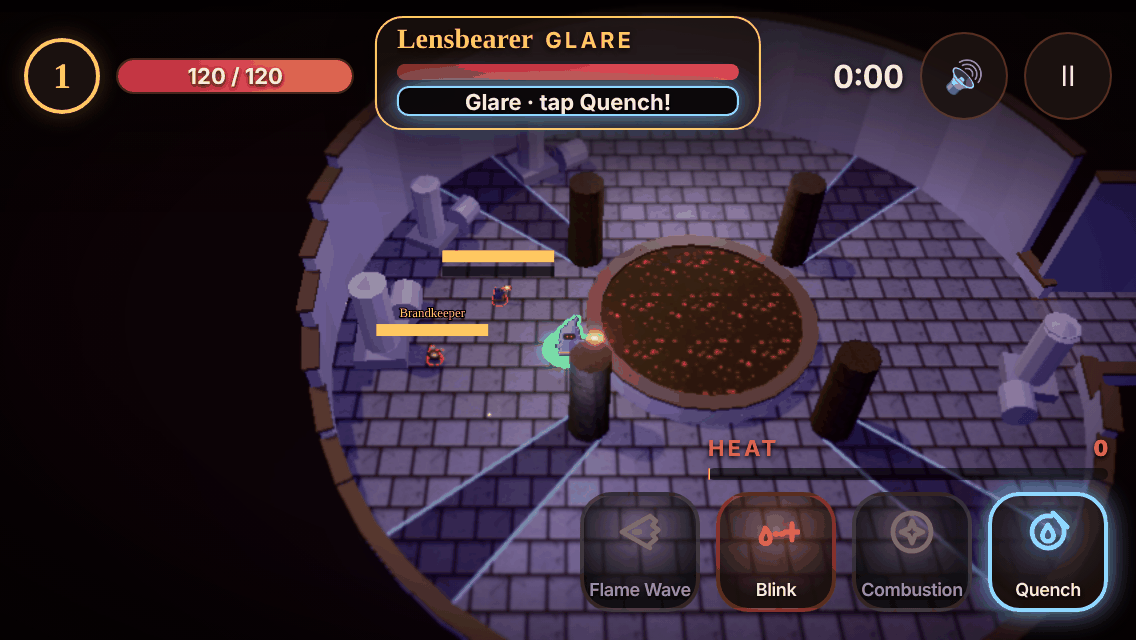 1
120 / 120
Lensbearer GLARE
Glare · tap Quench!
0:00
Brandkeeper
HEAT 0
Flame Wave
Blink
Combustion
Quench